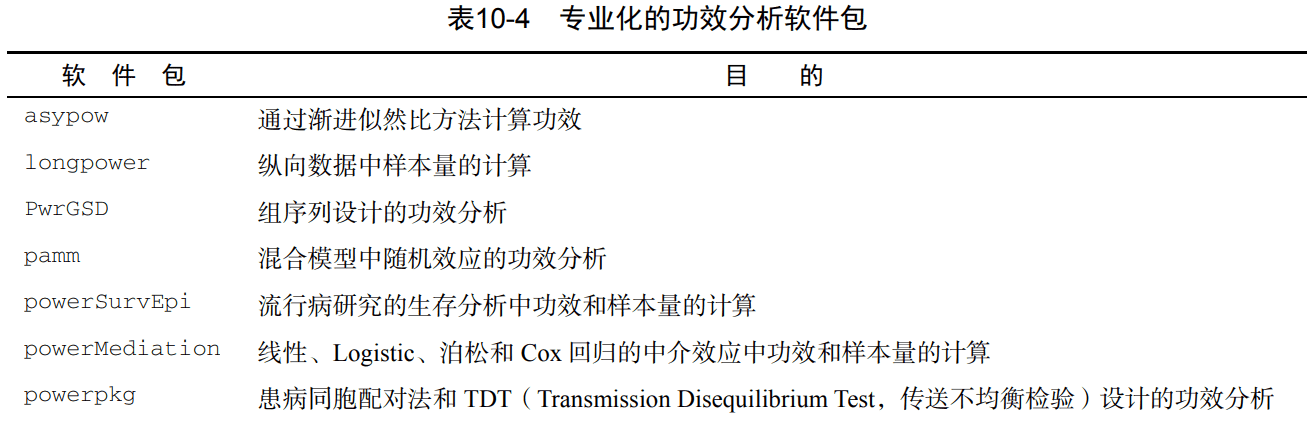 表10-4 专业化的功效分析软件包
软 件 包 目 的
asypow 通过渐进似然比方法计算功效
longpower 纵向数据中样本量的计算
PwrGSD 组序列设计的功效分析
pamm 混合模型中随机效应的功效分析
powerSurvEpi 流行病研究的生存分析中功效和样本量的计算
powerMediation 线性、Logistic、泊松和 Cox 回归的中介效应中功效和样本量的计算
powerpkg 患病同胞配对法和 TDT（Transmission Disequilibrium Test，传送不均衡检验）设计的功效分析